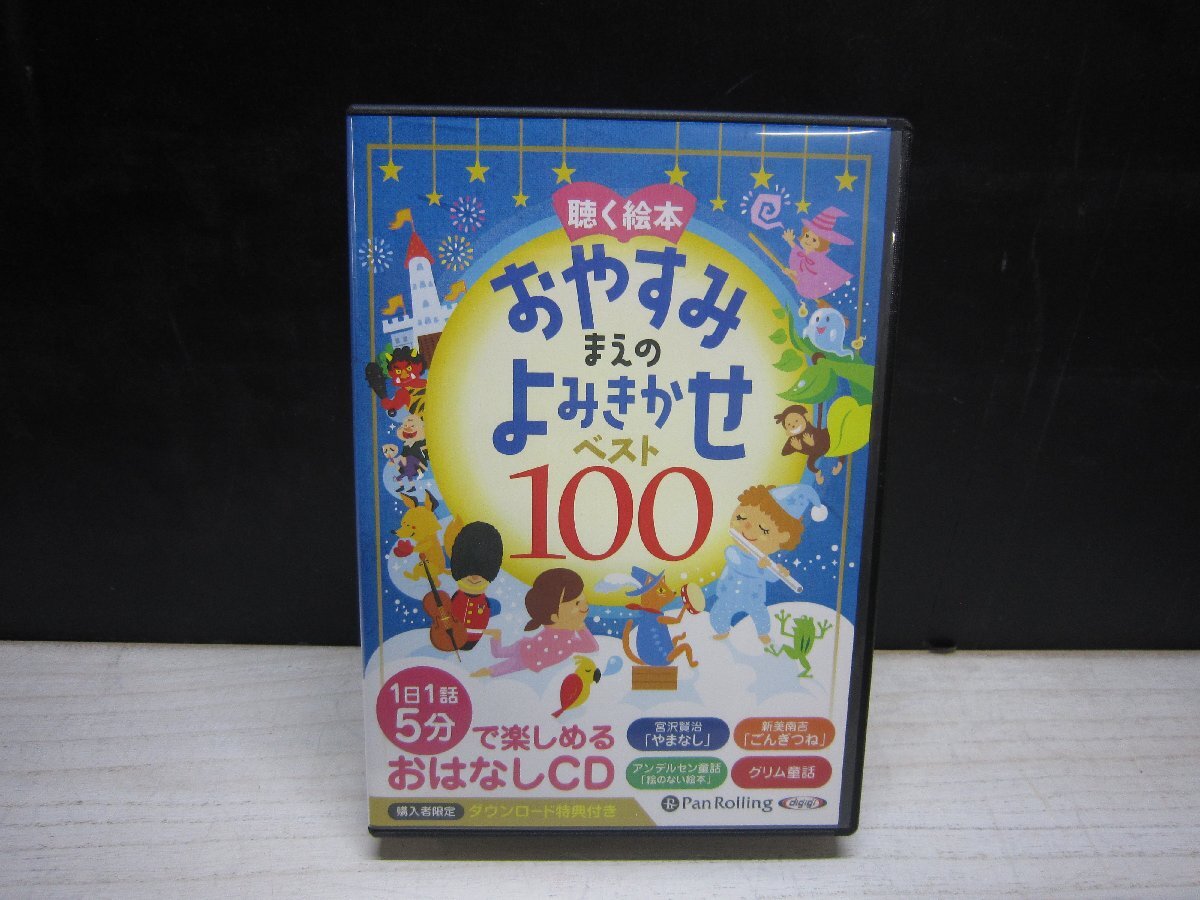 聴く絵本
おやすみ
まえの
よみきかせ
ベスト
100
1日1話
5分
で楽しめる
おはなしCD
宮沢賢治
「やまなし」
新美南吉
「ごんぎつね」
アンデルセン童話
「絵のない絵本」
グリム童話
購入者限定 ダウンロード特典付き
PanRolling
digigi